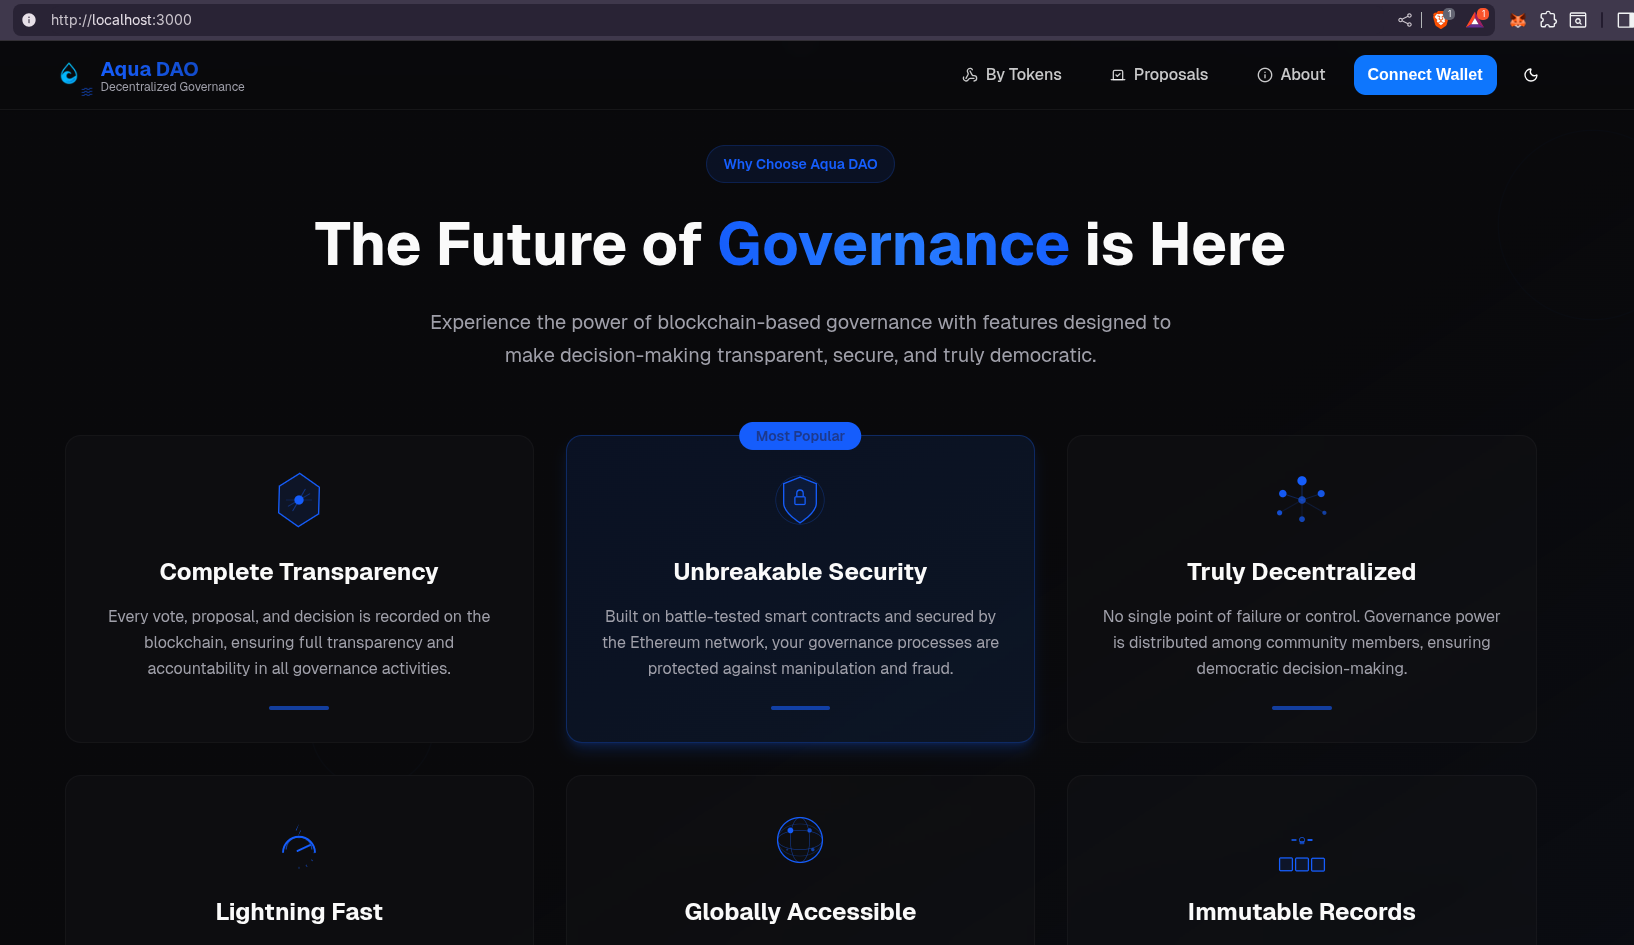 http://localhost:3000
1
1
Aqua DAO
Decentralized Governance
By Tokens
Proposals
About
Connect Wallet
Why Choose Aqua DAO
The Future of Governance is Here
Experience the power of blockchain-based governance with features designed to
make decision-making transparent, secure, and truly democratic.
Complete Transparency
Every vote, proposal, and decision is recorded on the
blockchain, ensuring full transparency and
accountability in all governance activities.
Most Popular
Unbreakable Security
Built on battle-tested smart contracts and secured by
the Ethereum network, your governance processes are
protected against manipulation and fraud.
Truly Decentralized
No single point of failure or control. Governance power
is distributed among community members, ensuring
democratic decision-making.
Lightning Fast
Globally Accessible
Immutable Records